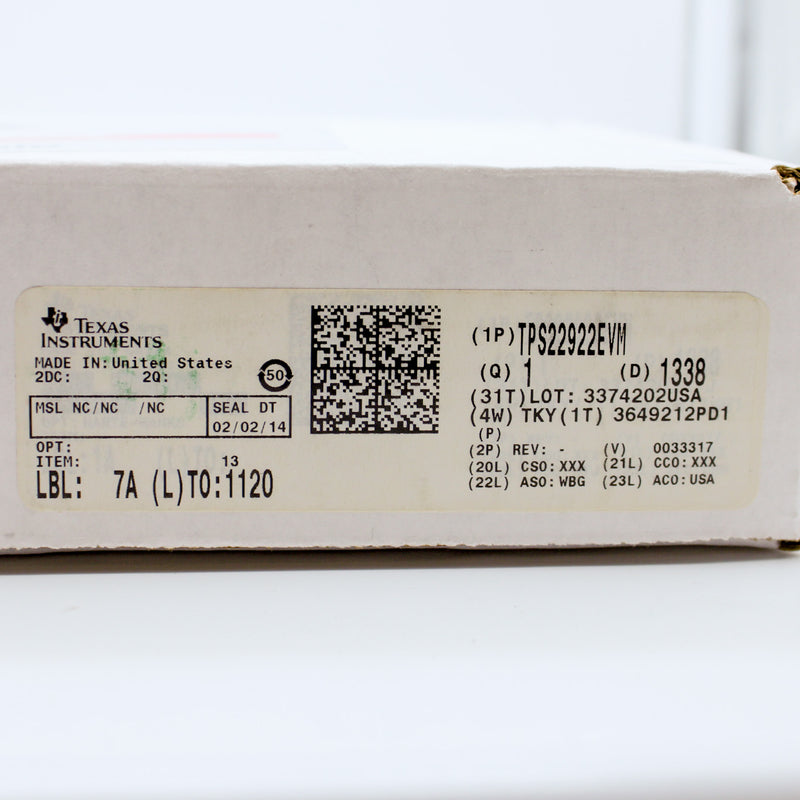 TEXAS
INSTRUMENTS
MADE IN: United States
2DC: 2Q:
50
MSL NC/NC /NC
SEAL DT
02/02/14
OPT:
ITEM: 13
LBL: 7A (L)TO:1120
(1P)TPS22922EVM
(Q) 1 (D) 1338
(31T)LOT: 3374202USA
(4W) TKY(1T) 3649212PD1
(P)
(2P) REV: - (V) 0033317
(20L) CSO:XXX (21L) CCO:XXX
(22L) ASO:WBG (23L) ACO:USA